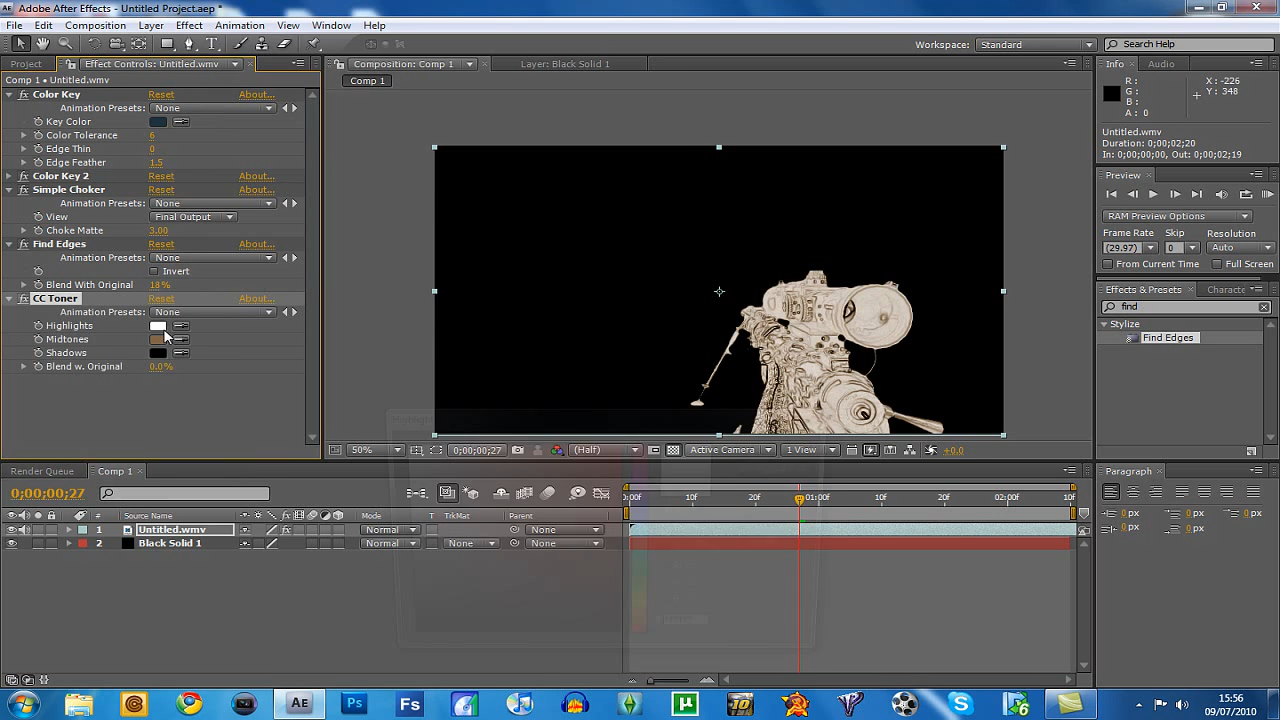 Adobe After Effects - Untitled Project.aep *
File Edit Composition Layer Effect Animation View Window Help
Workspace: Standard Search Help
Project Effect Controls: Untitled.wmv Composition: Comp 1 Layer: Black Solid 1 Info Audio
Comp 1 • Untitled.wmv
Comp 1
fx Color Key Reset About...
Animation Presets: None
Key Color
Color Tolerance 6
Edge Thin 0
Edge Feather 1.5
fx Color Key 2 Reset About...
fx Simple Choker Reset About...
Animation Presets: None
View Final Output
Choke Matte 3.00
fx Find Edges Reset About...
Animation Presets: None
Invert
Blend With Original 18%
fx CC Toner Reset About...
Animation Presets: None
Highlights
Midtones
Shadows
Blend w. Original 0.0%
R :
G :
B :
A : 0
X : -226
Y : 348
Untitled.wmv
Duration: 0;00;02;20
In: 0;00;00;00, Out: 0;00;02;19
Preview
RAM Preview Options
Frame Rate Skip Resolution
(29.97) 0 Auto
From Current Time Full Screen
Effects & Presets Characte
find
Stylize
Find Edges
50% 0;00;00;27 (Half) Active Camera 1 View +0.0
Render Queue Comp 1
0;00;00;27
# Source Name Mode T TrkMat Parent
1 Untitled.wmv fx Normal None
2 Black Solid 1 Normal None None
0:00f 10f 20f 01:00f 10f 20f 02:00f 10f
Paragraph
0 px 0 px 0 px
0 px 0 px
Ae Ps Fs
15:56
09/07/2010